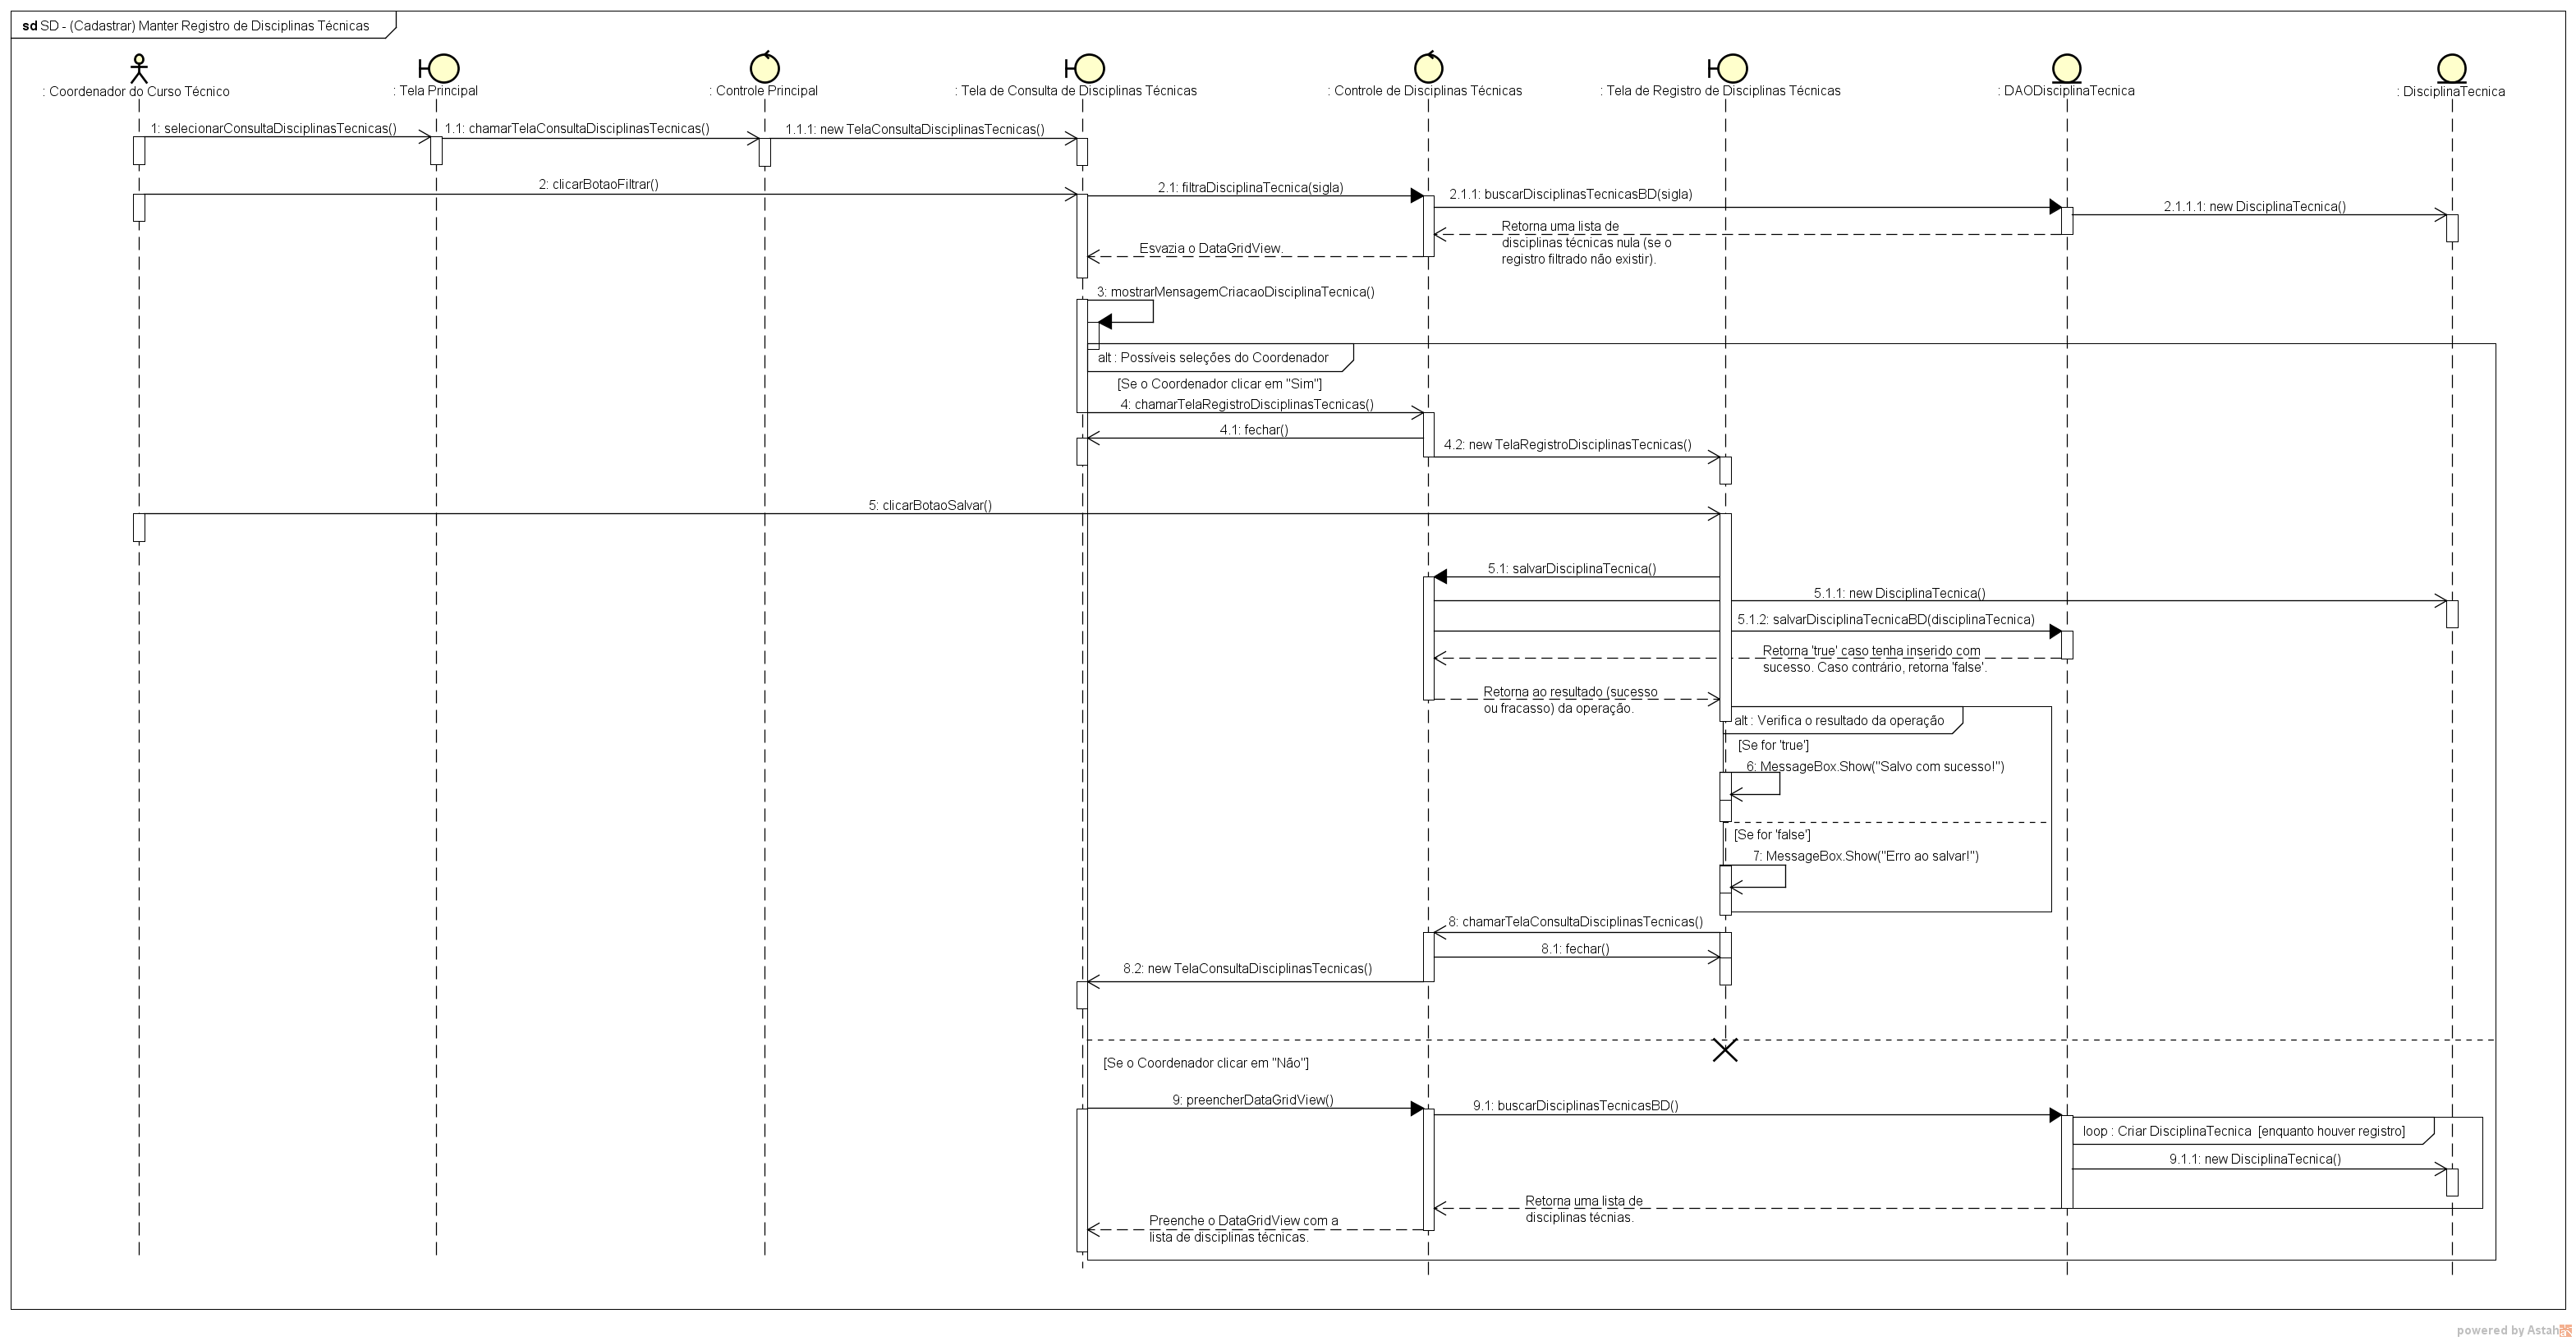 sd SD - (Cadastrar) Manter Registro de Disciplinas Técnicas
: Coordenador do Curso Técnico
: Tela Principal
: Controle Principal
: Tela de Consulta de Disciplinas Técnicas
: Controle de Disciplinas Técnicas
: Tela de Registro de Disciplinas Técnicas
: DAODisciplinaTecnica
: DisciplinaTecnica
1: selecionarConsultaDisciplinasTecnicas()
1.1: chamarTelaConsultaDisciplinasTecnicas()
1.1.1: new TelaConsultaDisciplinasTecnicas()
2: clicarBotaoFiltrar()
2.1: filtraDisciplinaTecnica(sigla)
2.1.1: buscarDisciplinasTecnicasBD(sigla)
2.1.1.1: new DisciplinaTecnica()
Retorna uma lista de
disciplinas técnicas nula (se o
registro filtrado não existir).
Esvazia o DataGridView.
3: mostrarMensagemCriacaoDisciplinaTecnica()
alt : Possíveis seleções do Coordenador
[Se o Coordenador clicar em "Sim"]
4: chamarTelaRegistroDisciplinasTecnicas()
4.1: fechar()
4.2: new TelaRegistroDisciplinasTecnicas()
5: clicarBotaoSalvar()
5.1: salvarDisciplinaTecnica()
5.1.1: new DisciplinaTecnica()
5.1.2: salvarDisciplinaTecnicaBD(disciplinaTecnica)
Retorna 'true' caso tenha inserido com
sucesso. Caso contrário, retorna 'false'.
Retorna ao resultado (sucesso
ou fracasso) da operação.
alt : Verifica o resultado da operação
[Se for 'true']
6: MessageBox.Show("Salvo com sucesso!")
[Se for 'false']
7: MessageBox.Show("Erro ao salvar!")
8: chamarTelaConsultaDisciplinasTecnicas()
8.1: fechar()
8.2: new TelaConsultaDisciplinasTecnicas()
[Se o Coordenador clicar em "Não"]
9: preencherDataGridView()
9.1: buscarDisciplinasTecnicasBD()
loop : Criar DisciplinaTecnica [enquanto houver registro]
9.1.1: new DisciplinaTecnica()
Retorna uma lista de
disciplinas técnias.
Preenche o DataGridView com a
lista de disciplinas técnicas.
powered by Astah